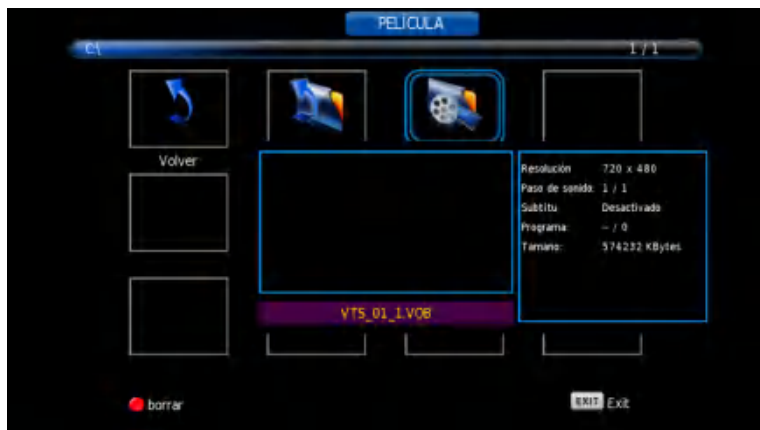 PELÍCULA
C:\ 1 / 1
Volver
Resolución 720 x 480
Paso de sonido: 1 / 1
Subtitu Desactivado
Programa: -- / 0
Tamano: 574232 KBytes
VTS_01_1.VOB
borrar
EXIT Exit